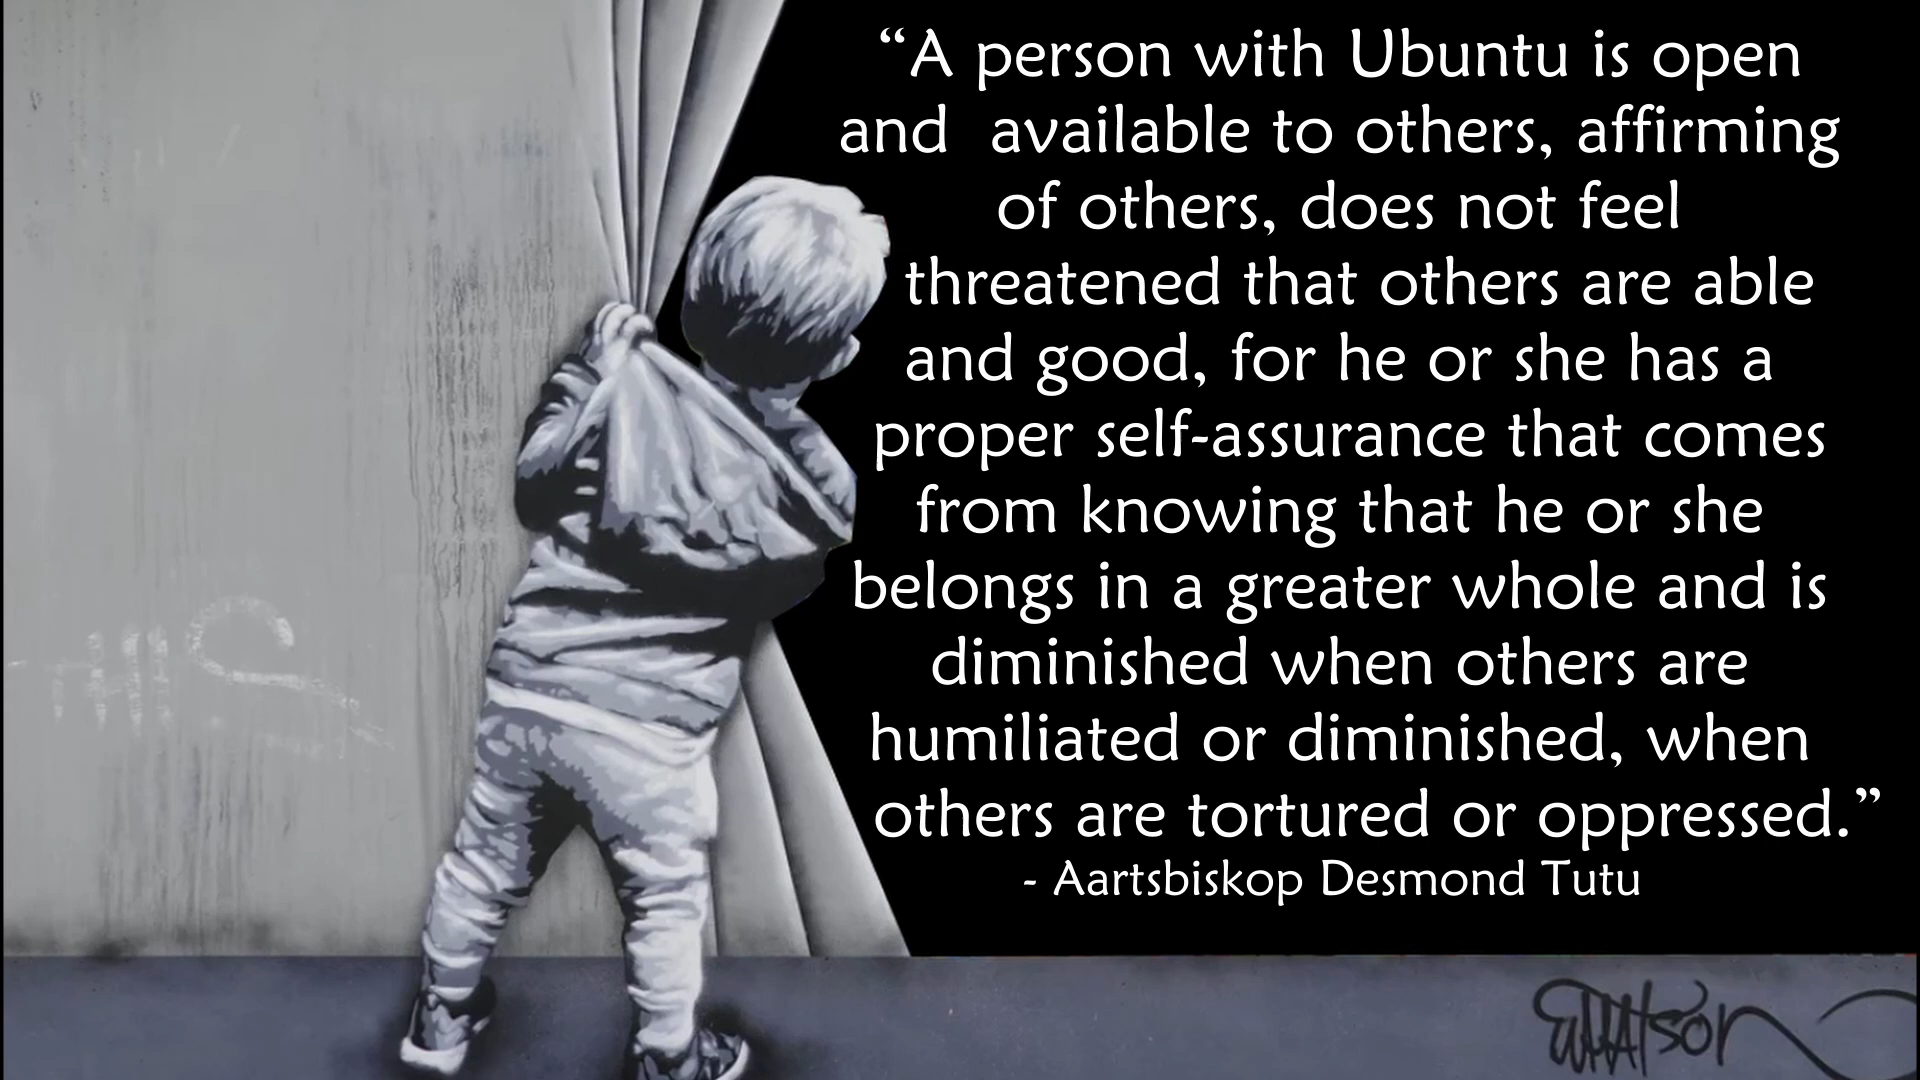 “A person with Ubuntu is open
and available to others, affirming
of others, does not feel
threatened that others are able
and good, for he or she has a
proper self-assurance that comes
from knowing that he or she
belongs in a greater whole and is
diminished when others are
humiliated or diminished, when
others are tortured or oppressed.”
- Aartsbiskop Desmond Tutu